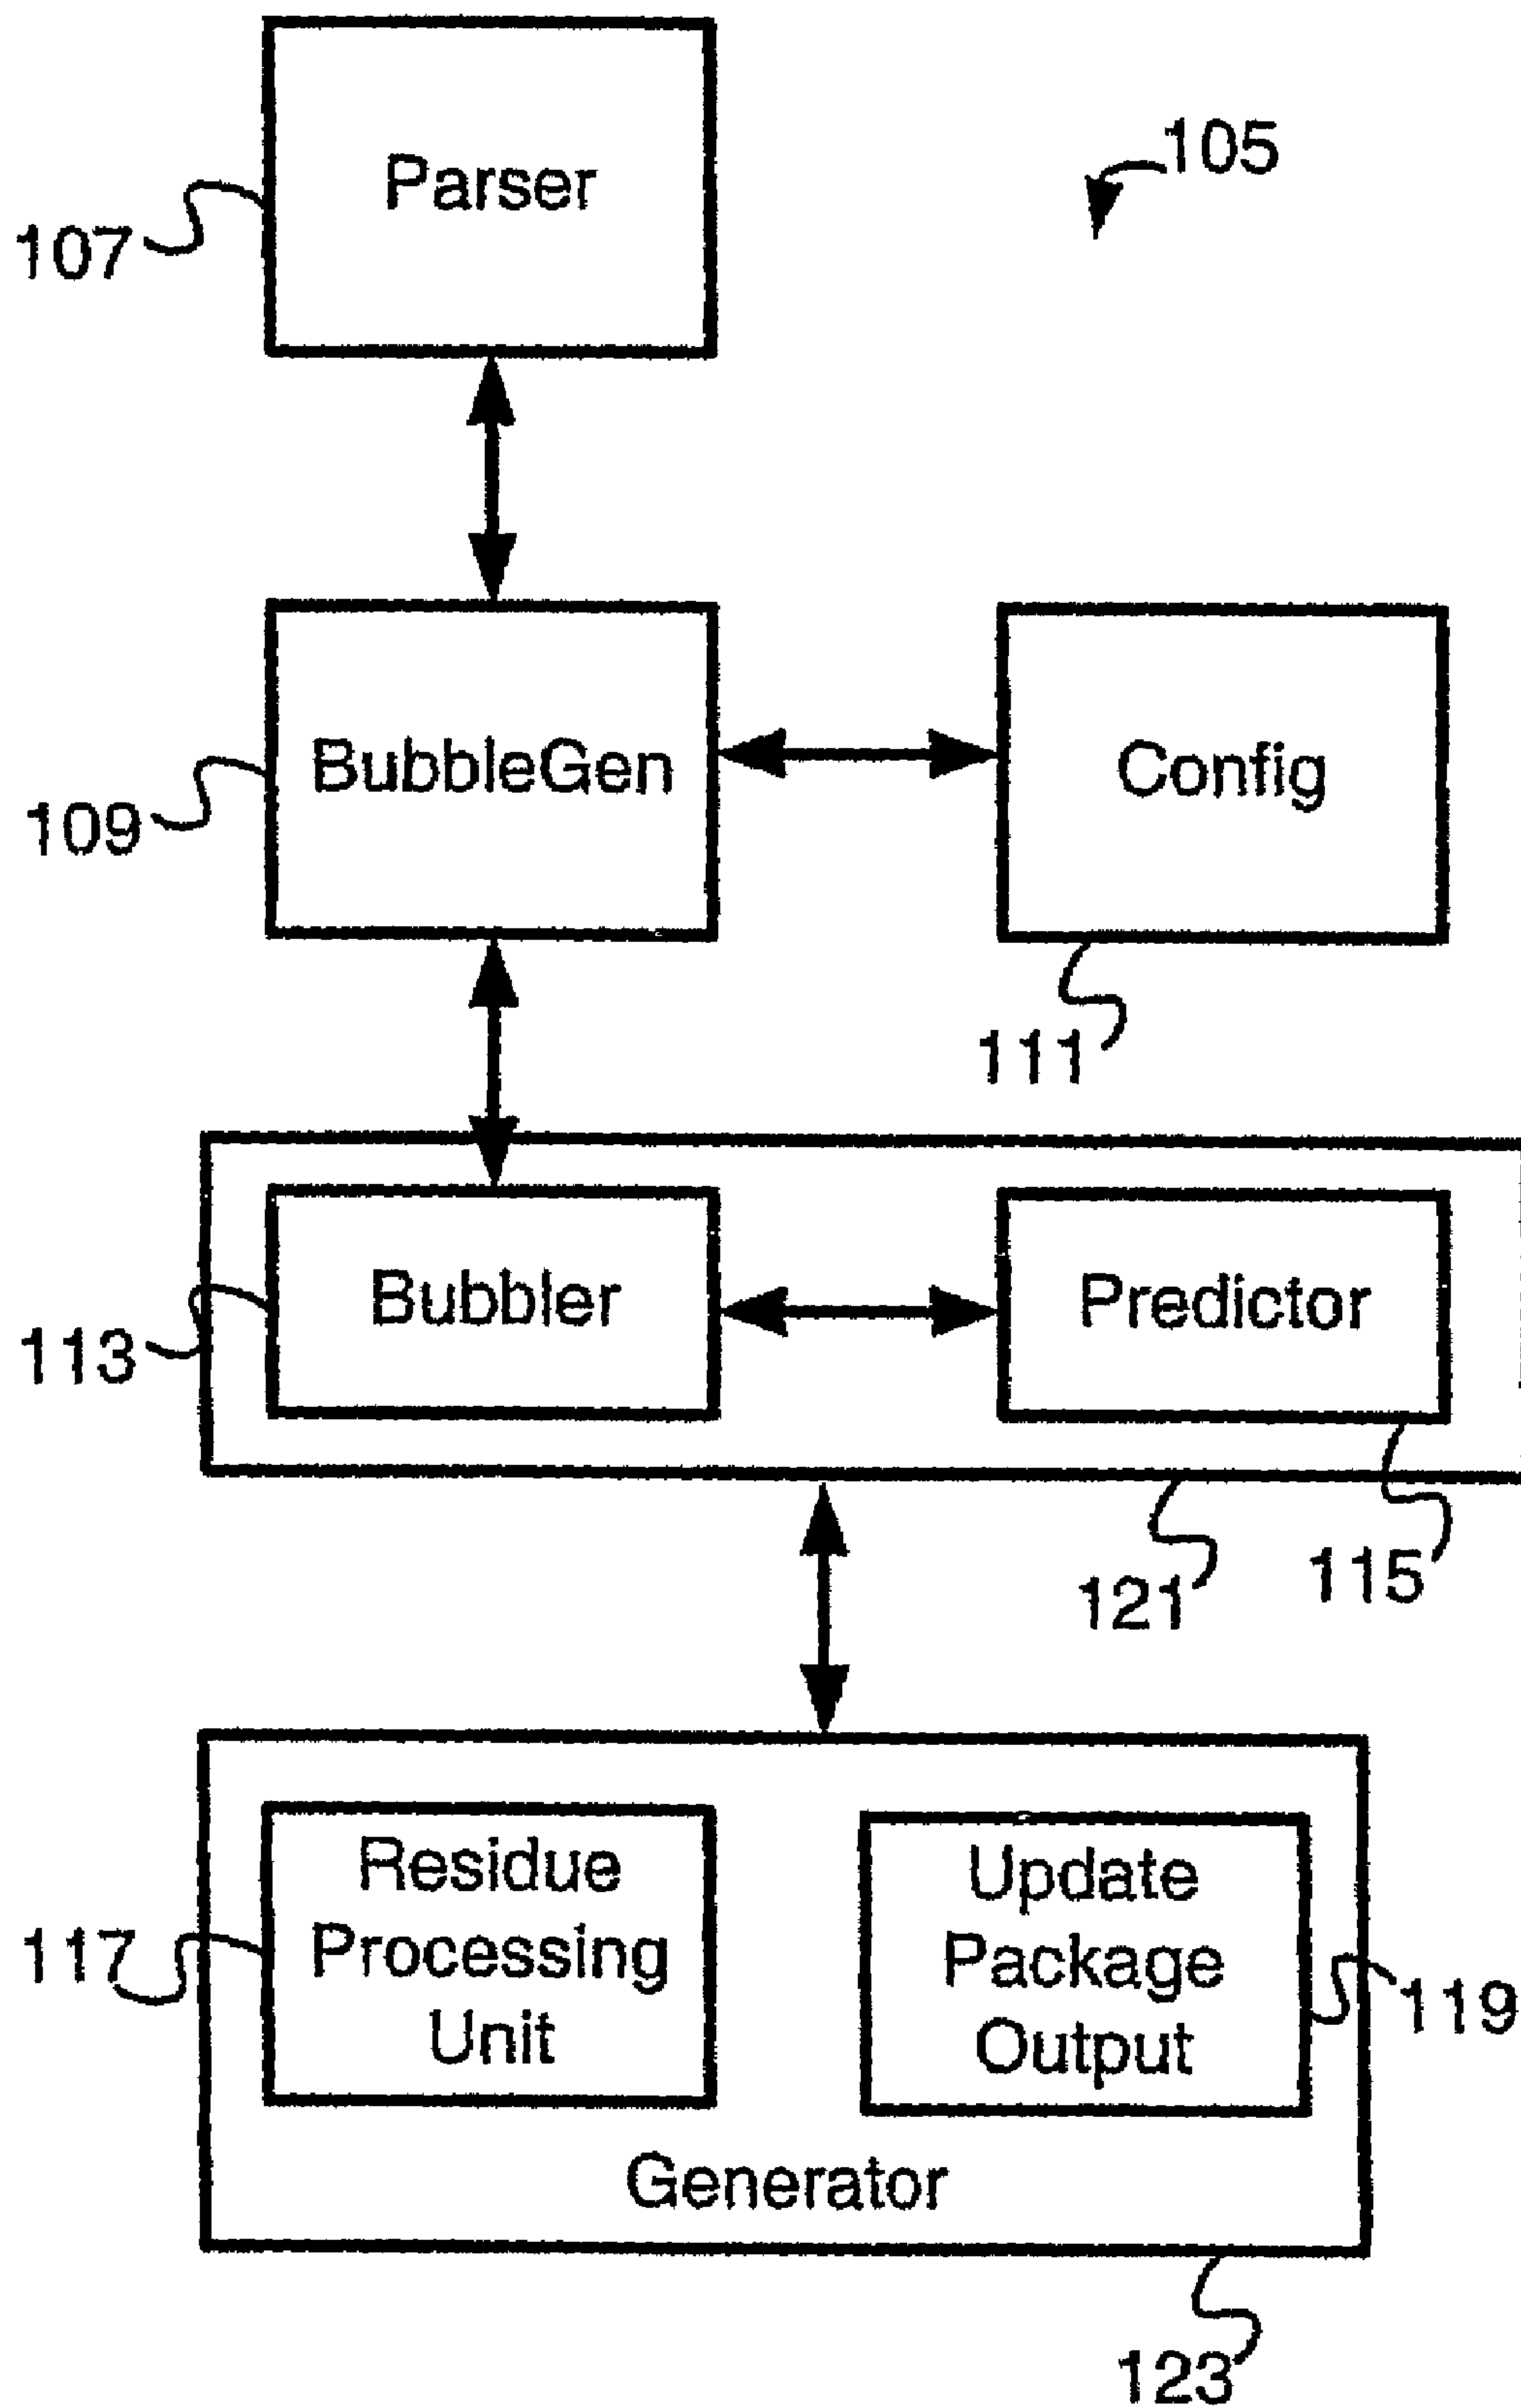 Parser
105
107
BubbleGen
Config
109
111
Bubbler
Predictor
113
115
121
Residue
Processing
Unit
Update
Package
Output
117
119
Generator
123